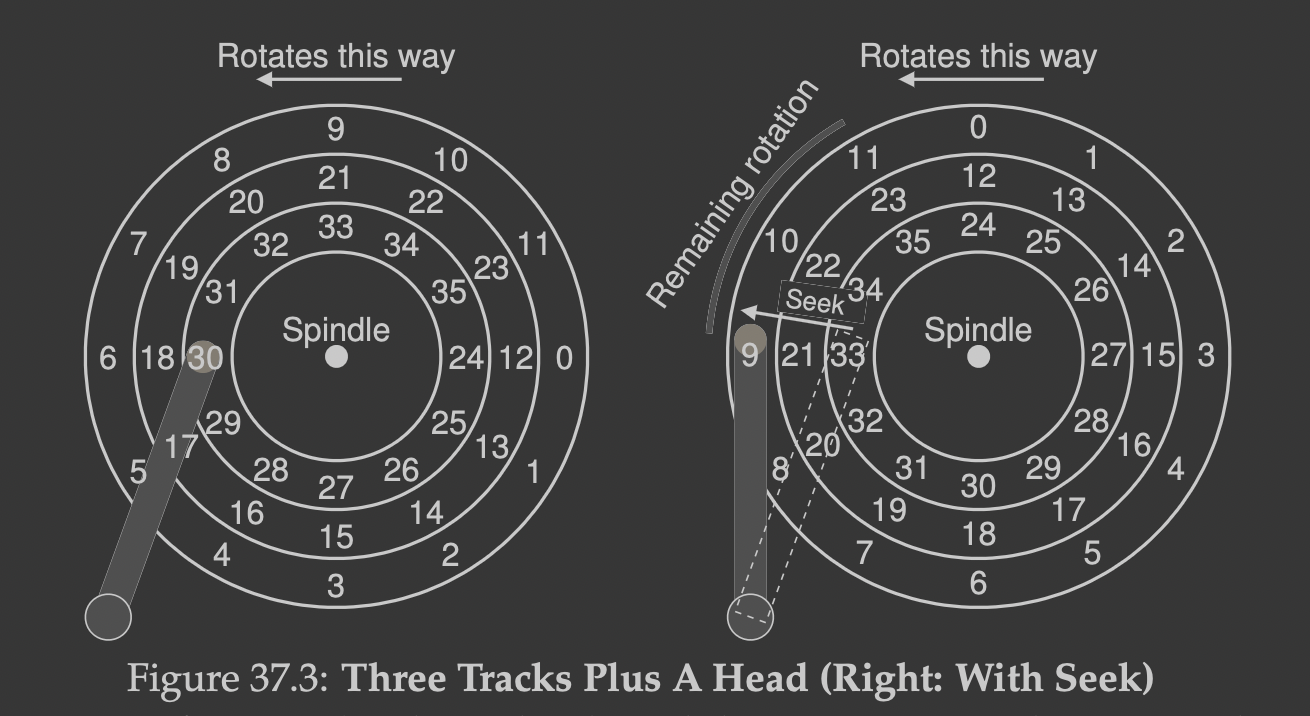 Rotates this way
9
8 10
21
20 22
33
7 32 34 11
19 23
31 35
Spindle
6 18 30 24 12 0
29 25
17 13
5 28 26 1
27
16 14
15
4 2
3
Rotates this way
Remaining rotation
0
11 1
12
23 13
24
10 35 25 2
22 14
34 26
Seek
Spindle
9 21 33 27 15 3
32 28
20 16
8 31 29 4
30
19 17
18
7 5
6
Figure 37.3: Three Tracks Plus A Head (Right: With Seek)